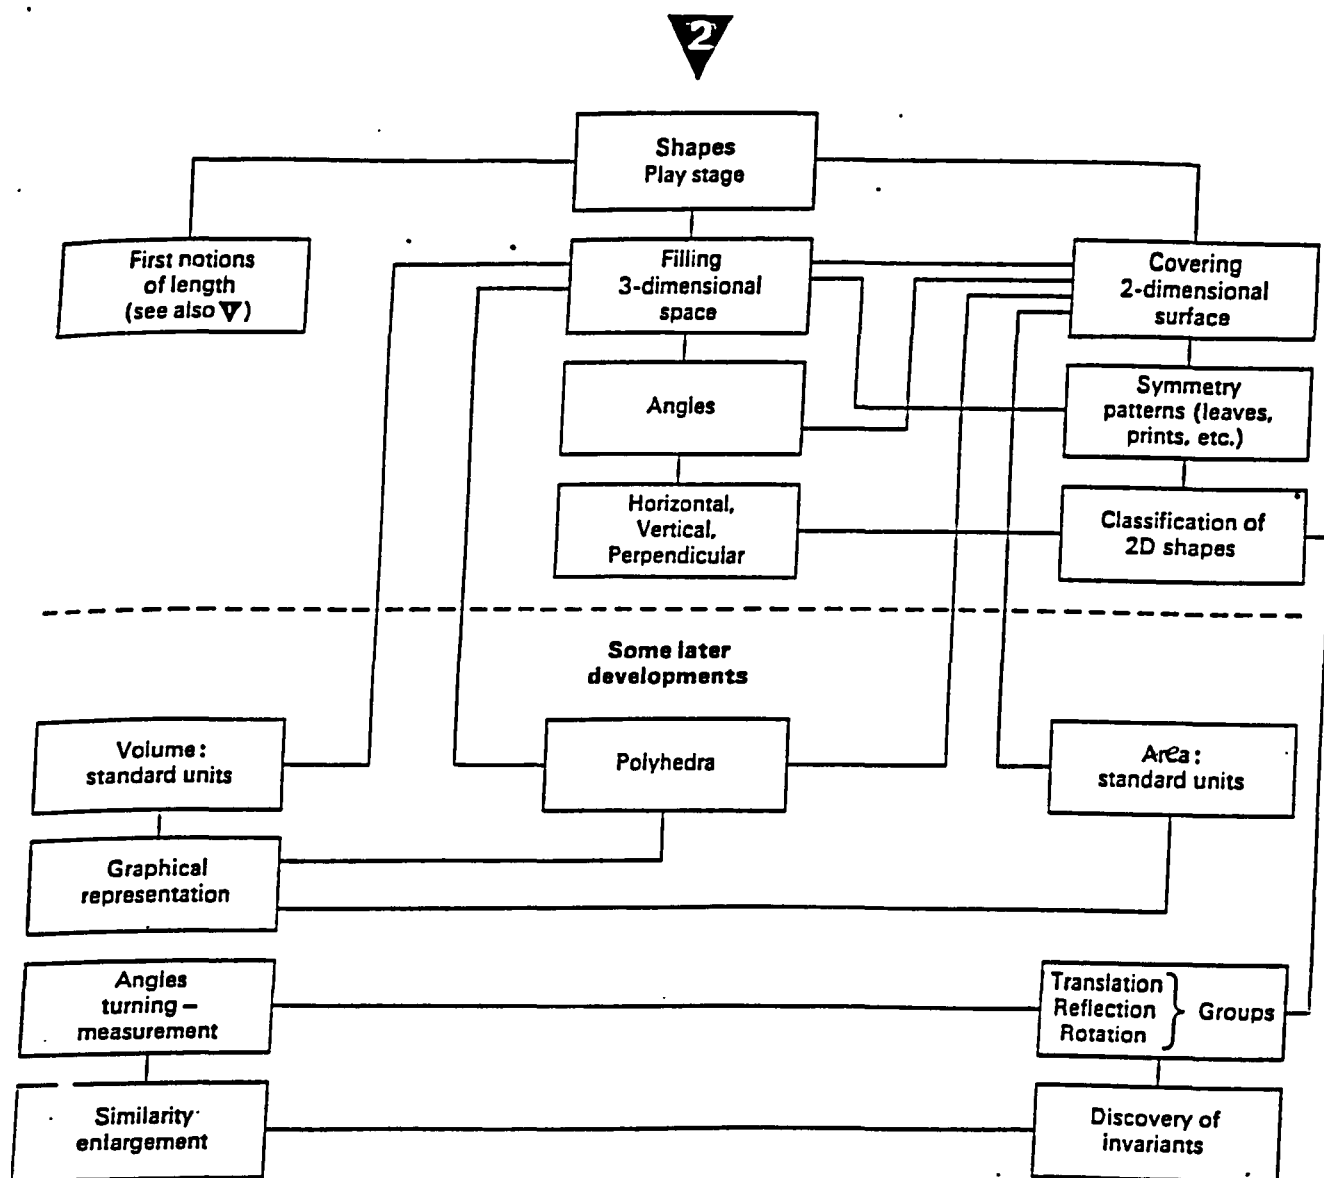 2
Shapes
Play stage
First notions
of length
(see also 1)
Filling
3-dimensional
space
Covering
2-dimensional
surface
Angles
Symmetry
patterns (leaves,
prints, etc.)
Horizontal,
Vertical,
Perpendicular
Classification of
2D shapes
Some later
developments
Volume:
standard units
Polyhedra
Area:
standard units
Graphical
representation
Angles
turning –
measurement
Translation
Reflection
Rotation
Groups
Similarity
enlargement
Discovery of
invariants